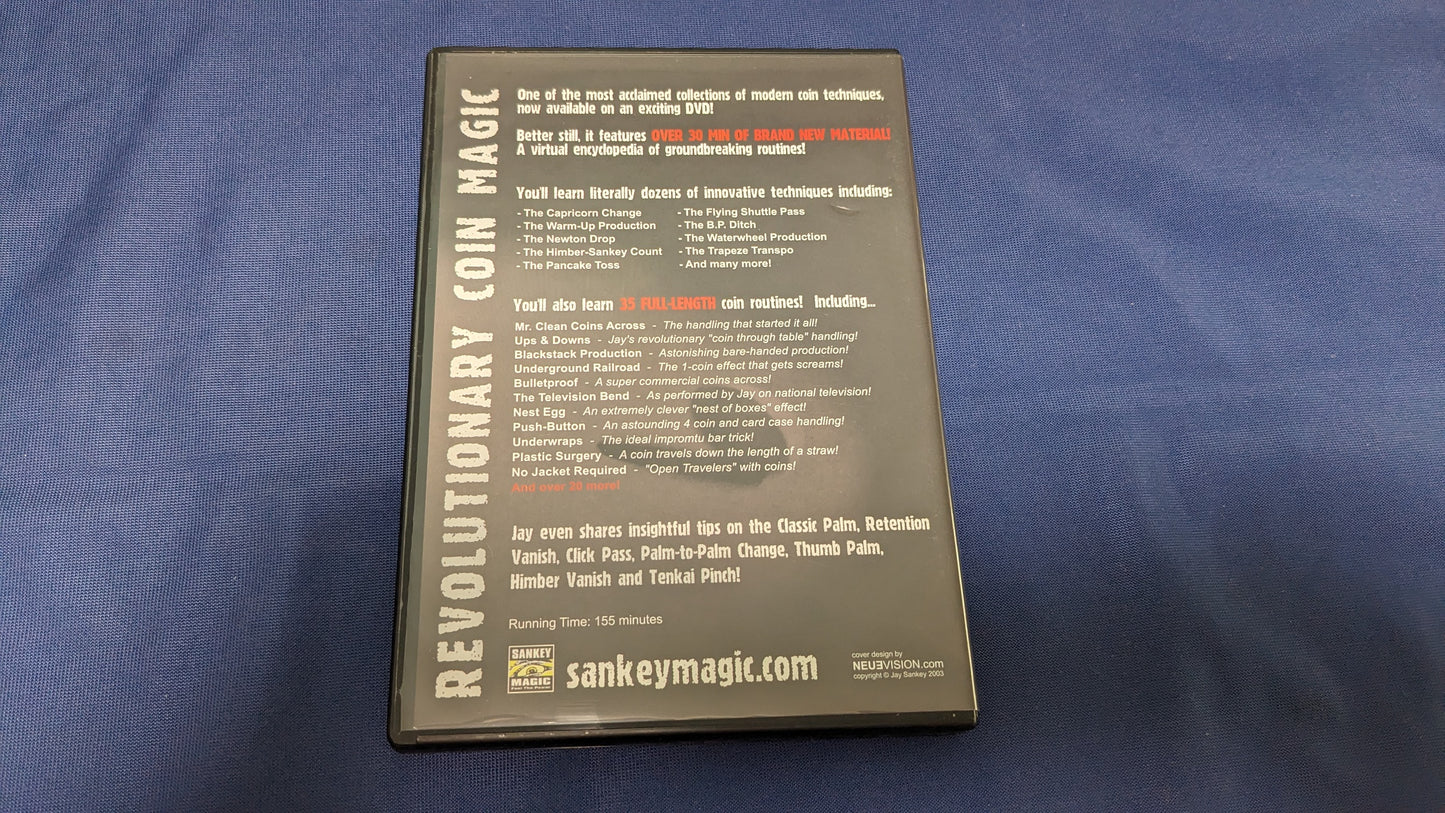 REVOLUTIONARY COIN MAGIC
One of the most acclaimed collections of modern coin techniques,
now available on an exciting DVD!
Better still, it features OVER 30 MIN OF BRAND NEW MATERIAL!
A virtual encyclopedia of groundbreaking routines!
You'll learn literally dozens of innovative techniques including:
- The Capricorn Change
- The Warm-Up Production
- The Newton Drop
- The Himber-Sankey Count
- The Pancake Toss
- The Flying Shuttle Pass
- The B.P. Ditch
- The Waterwheel Production
- The Trapeze Transpo
- And many more!
You'll also learn 35 FULL-LENGTH coin routines! Including...
Mr. Clean Coins Across - The handling that started it all!
Ups & Downs - Jay's revolutionary "coin through table" handling!
Blackstack Production - Astonishing bare-handed production!
Underground Railroad - The 1-coin effect that gets screams!
Bulletproof - A super commercial coins across!
The Television Bend - As performed by Jay on national television!
Nest Egg - An extremely clever "nest of boxes" effect!
Push-Button - An astounding 4 coin and card case handling!
Underwraps - The ideal impromtu bar trick!
Plastic Surgery - A coin travels down the length of a straw!
No Jacket Required - "Open Travelers" with coins!
And over 20 more!
Jay even shares insightful tips on the Classic Palm, Retention
Vanish, Click Pass, Palm-to-Palm Change, Thumb Palm,
Himber Vanish and Tenkai Pinch!
Running Time: 155 minutes
SANKEY
MAGIC
Feel The Power
sankeymagic.com
cover design by
NEUEVISION.com
copyright © Jay Sankey 2003